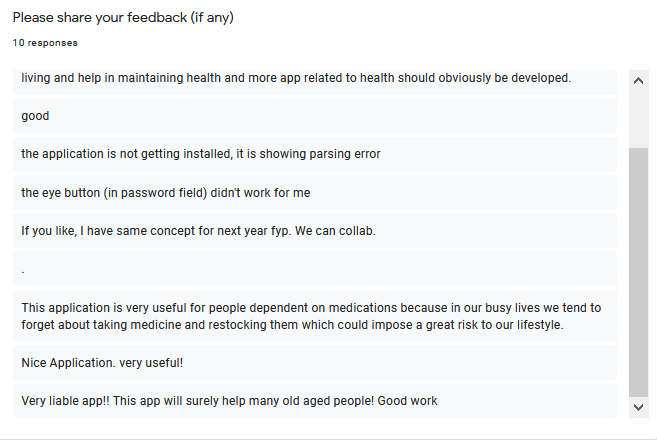 Please share your feedback (if any)
10 responses
living and help in maintaining health and more app related to health should obviously be developed.
good
the application is not getting installed, it is showing parsing error
the eye button (in password field) didn't work for me
If you like, I have same concept for next year fyp. We can collab.
.
This application is very useful for people dependent on medications because in our busy lives we tend to
forget about taking medicine and restocking them which could impose a great risk to our lifestyle.
Nice Application. very useful!
Very liable app!! This app will surely help many old aged people! Good work